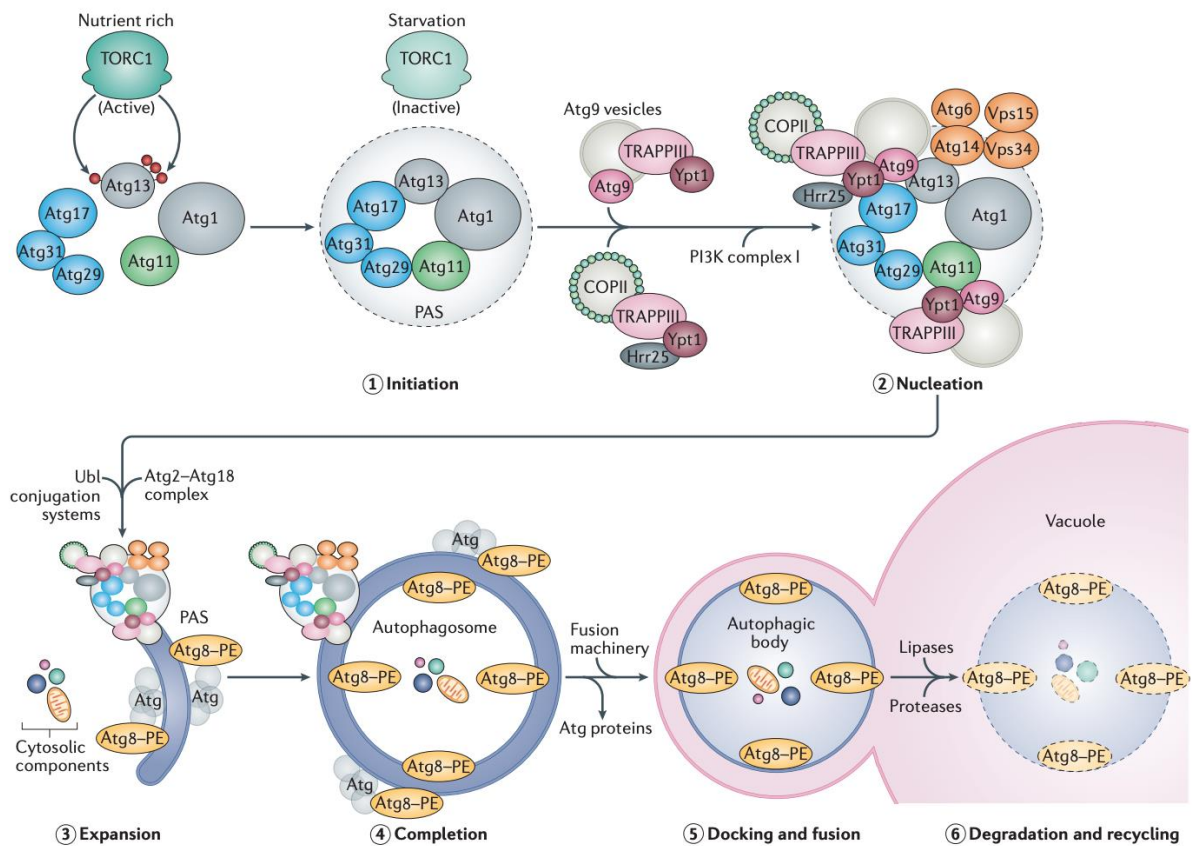 Nutrient rich
TORC1
(Active)
Atg13
Atg17
Atg31
Atg29
Atg1
Atg11
Starvation
TORC1
(Inactive)
Atg13
Atg17
Atg1
Atg31
Atg29
Atg11
PAS
① Initiation
Atg9 vesicles
TRAPPIII
Ypt1
Atg9
COPII
TRAPPIII
Ypt1
Hrr25
PI3K complex I
COPII
TRAPPIII
Ypt1
Atg9
Hrr25
Atg6
Vps15
Atg14
Vps34
Atg13
Atg17
Atg1
Atg31
Atg29
Atg11
Ypt1
Atg9
TRAPPIII
② Nucleation
Ubl
conjugation
systems
Atg2–Atg18
complex
PAS
Atg8–PE
Atg
Atg
Atg8–PE
Cytosolic
components
③ Expansion
Atg
Atg8–PE
Atg8–PE
Autophagosome
Atg8–PE
Atg8–PE
Atg8–PE
Atg
Atg8–PE
④ Completion
Fusion
machinery
Atg proteins
Atg8–PE
Autophagic
body
Atg8–PE
Atg8–PE
Atg8–PE
⑤ Docking and fusion
Lipases
Proteases
Vacuole
Atg8–PE
Atg8–PE
Atg8–PE
Atg8–PE
⑥ Degradation and recycling